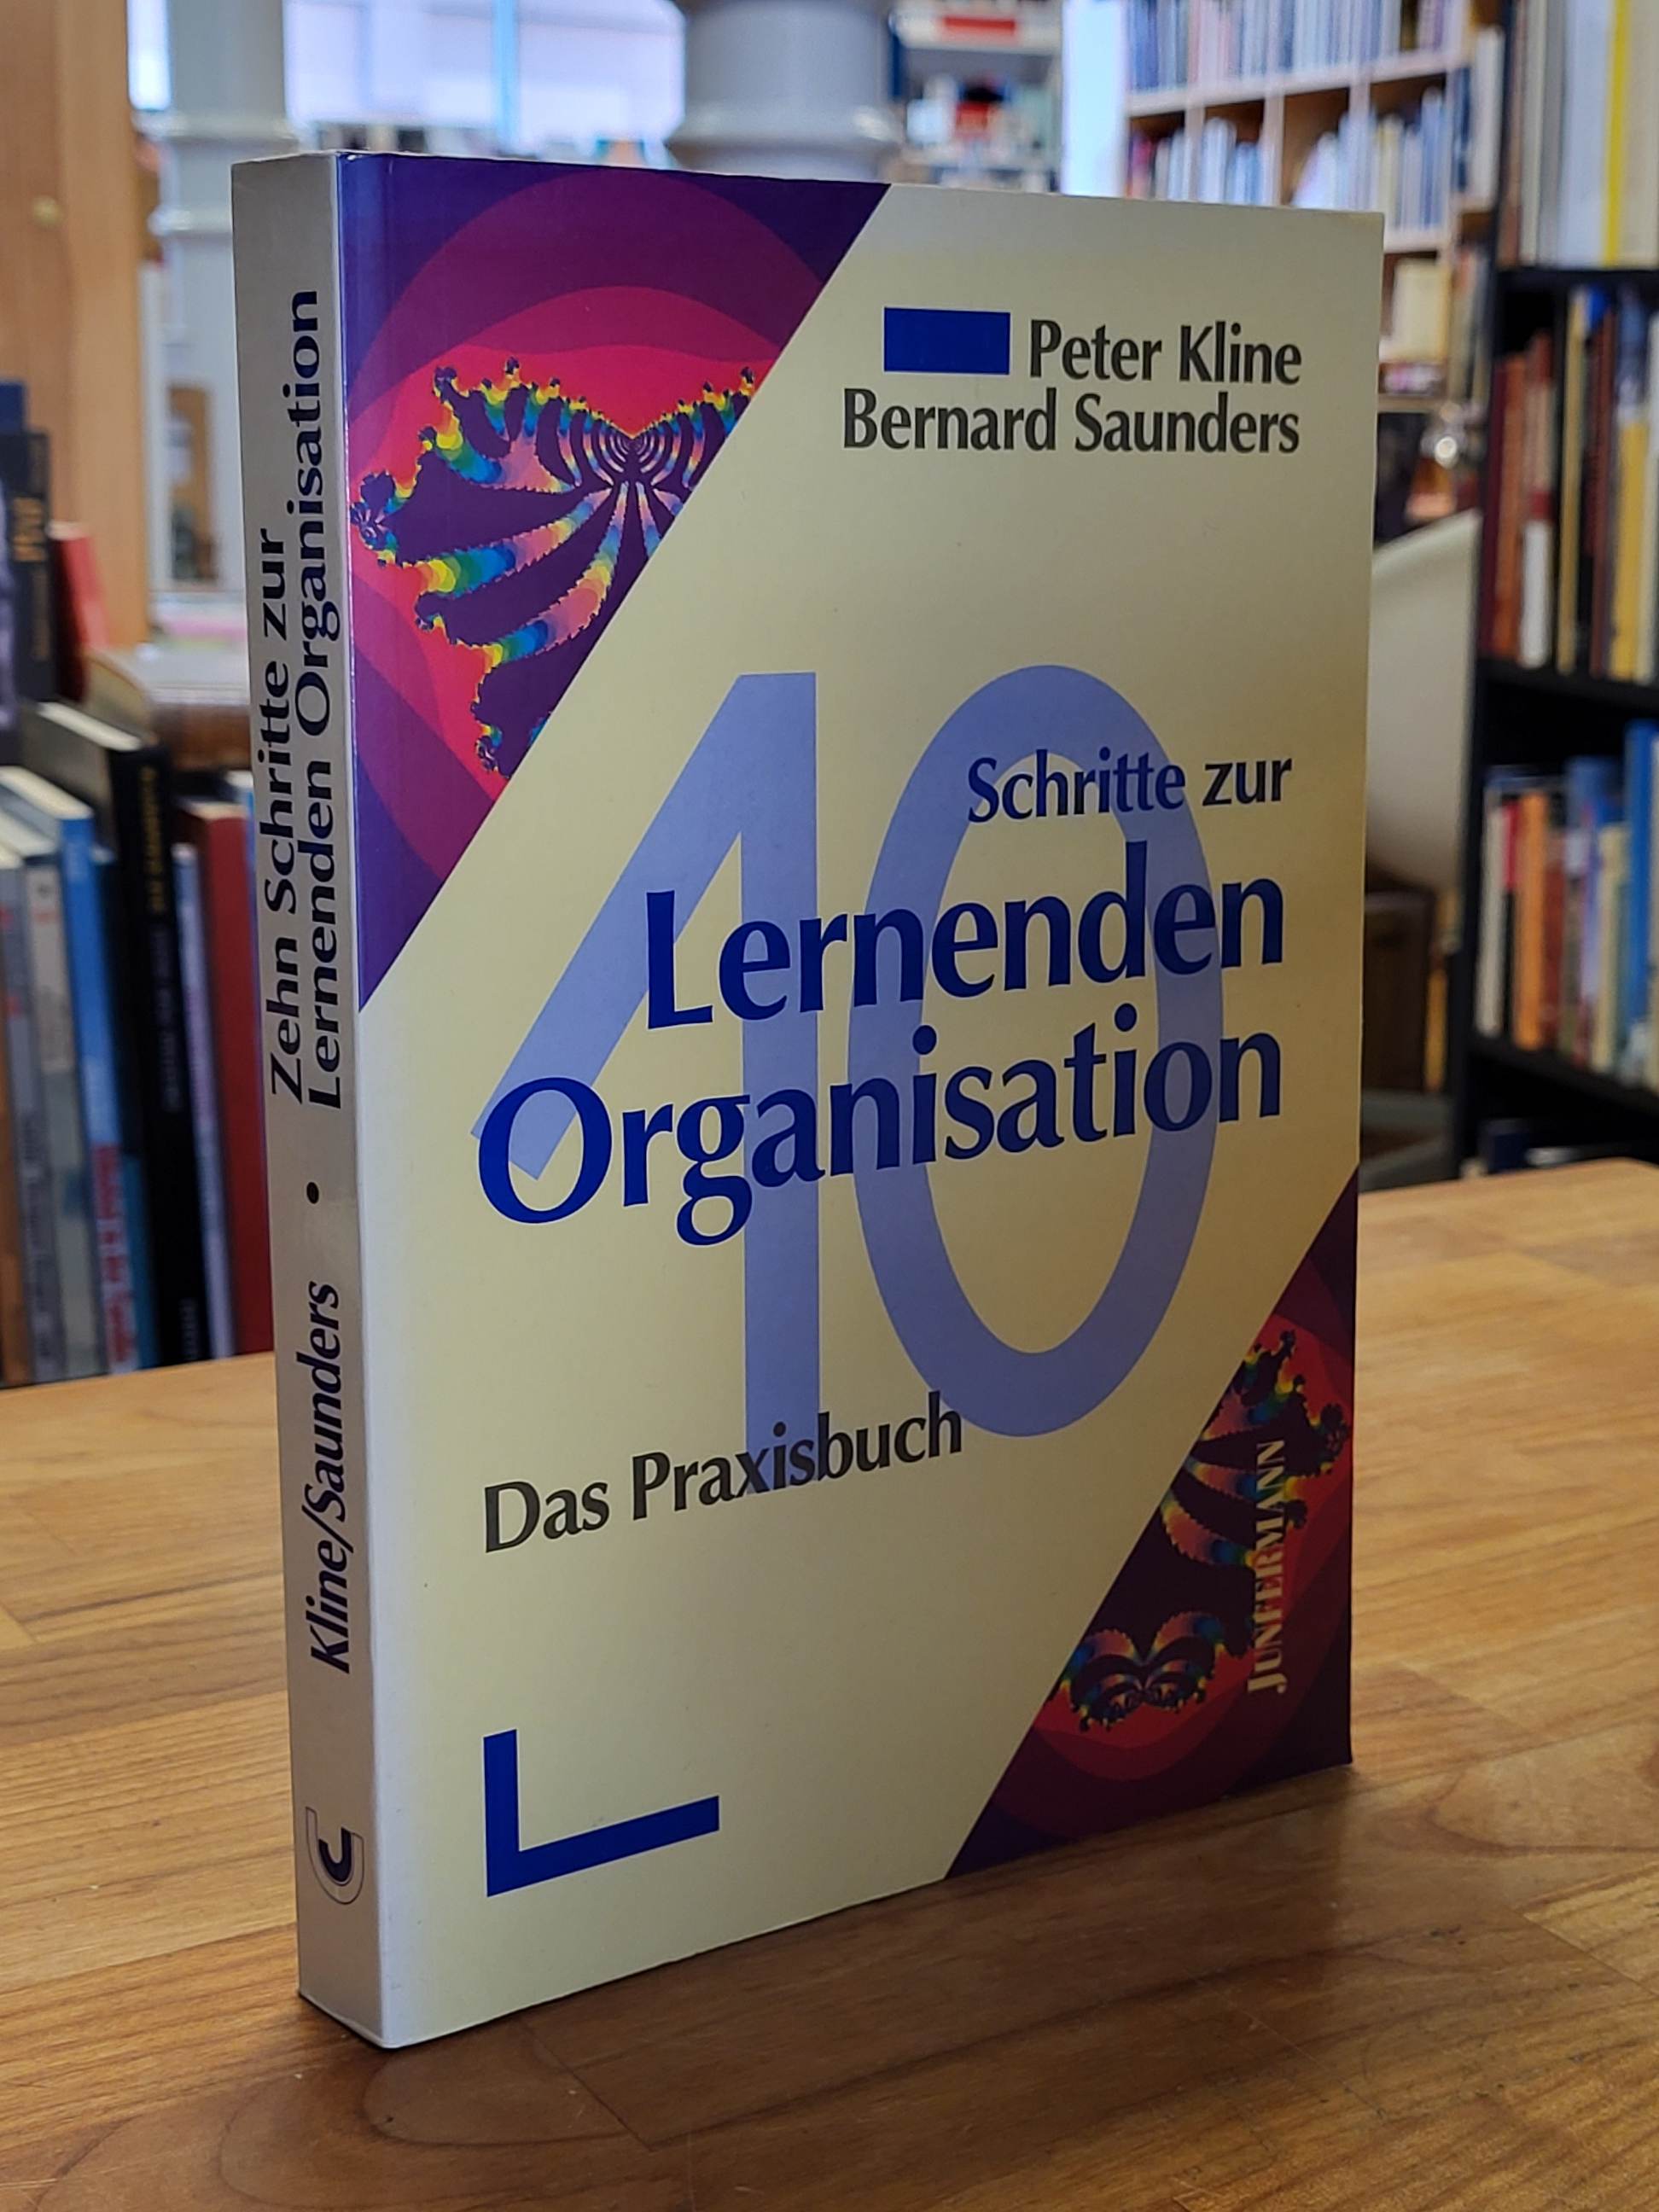 Zehn Schritte zur
Lernenden Organisation
•
Kline/Saunders
Peter Kline
Bernard Saunders
10
Schritte zur
Lernenden
Organisation
Das Praxisbuch
JUNFERMANN